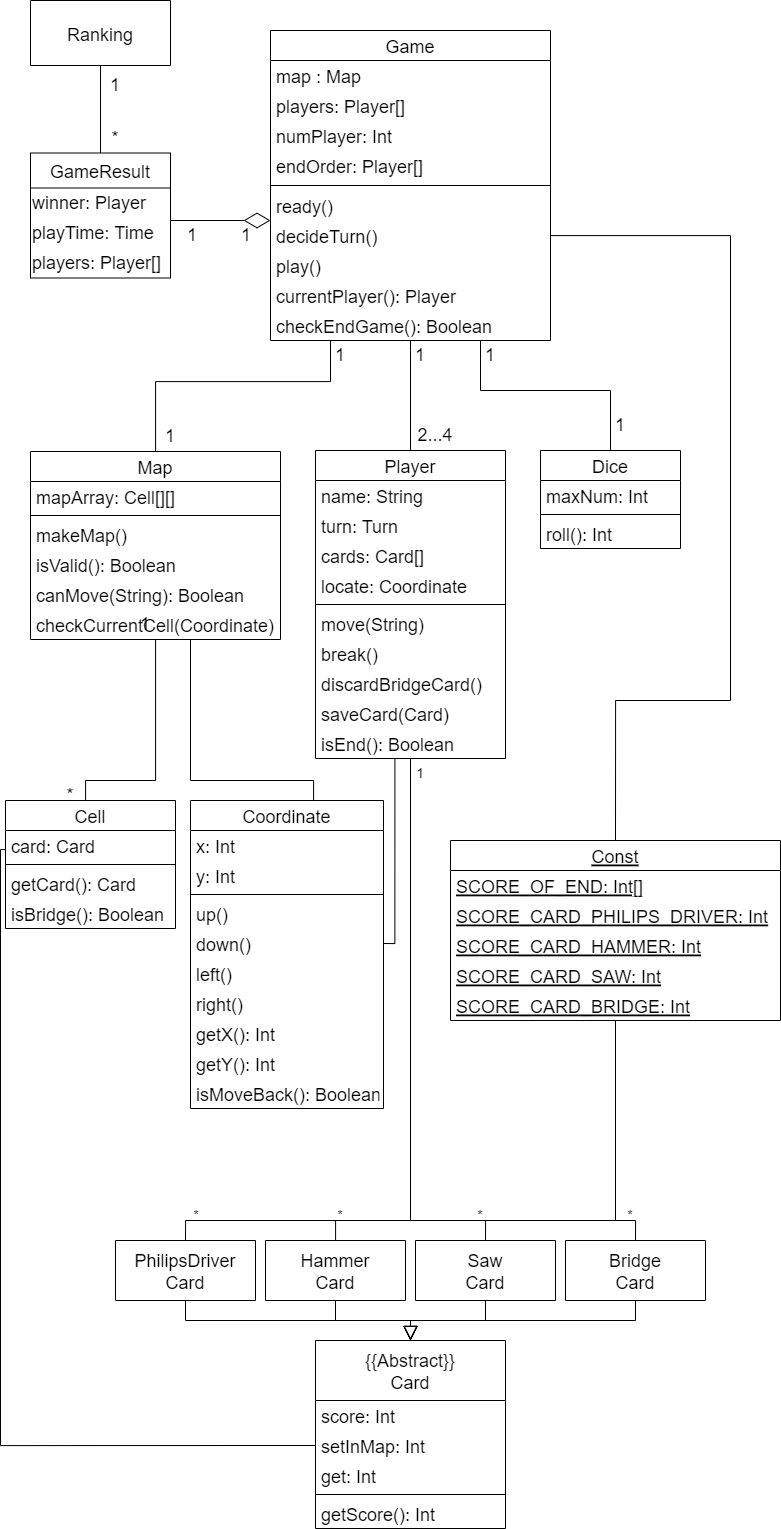 Ranking
1
*
GameResult
winner: Player
playTime: Time
players: Player[]
1
1
Game
map : Map
players: Player[]
numPlayer: Int
endOrder: Player[]
ready()
decideTurn()
play()
currentPlayer(): Player
checkEndGame(): Boolean
1
1
1
1
2...4
1
Map
mapArray: Cell[][]
makeMap()
isValid(): Boolean
canMove(String): Boolean
checkCurrentCell(Coordinate)
1
Player
name: String
turn: Turn
cards: Card[]
locate: Coordinate
move(String)
break()
discardBridgeCard()
saveCard(Card)
isEnd(): Boolean
1
Dice
maxNum: Int
roll(): Int
*
Cell
card: Card
getCard(): Card
isBridge(): Boolean
Coordinate
x: Int
y: Int
up()
down()
left()
right()
getX(): Int
getY(): Int
isMoveBack(): Boolean
Const
SCORE_OF_END: Int[]
SCORE_CARD_PHILIPS_DRIVER: Int
SCORE_CARD_HAMMER: Int
SCORE_CARD_SAW: Int
SCORE_CARD_BRIDGE: Int
*
*
*
*
PhilipsDriver
Card
Hammer
Card
Saw
Card
Bridge
Card
{{Abstract}}
Card
score: Int
setInMap: Int
get: Int
getScore(): Int